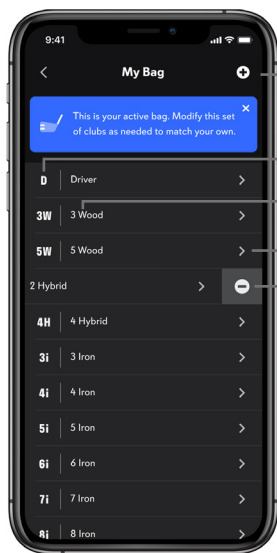 9:41
My Bag
This is your active bag. Modify this set
of clubs as needed to match your own.
D Driver
3W 3 Wood
5W 5 Wood
2 Hybrid
4H 4 Hybrid
3i 3 Iron
4i 4 Iron
5i 5 Iron
6i 6 Iron
7i 7 Iron
8i 8 Iron